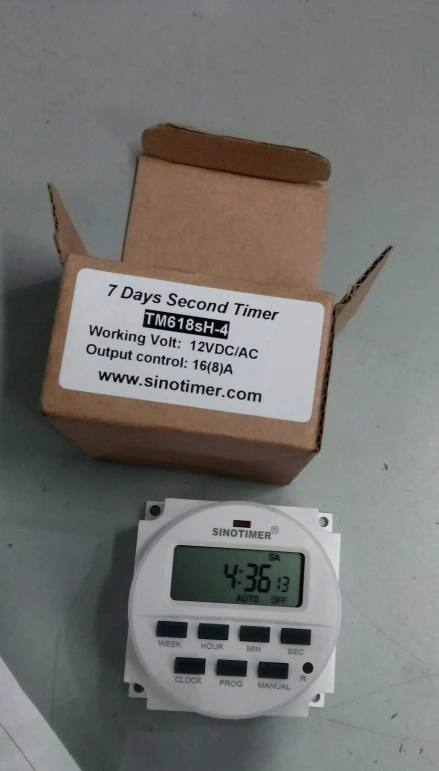 7 Days Second Timer
TM618sH-4
Working Volt: 12VDC/AC
Output control: 16(8)A
www.sinotimer.com
SINOTIMER®
SA
4:36 13
AUTO OFF
WEEK HOUR MIN SEC
CLOCK PROG MANUAL R